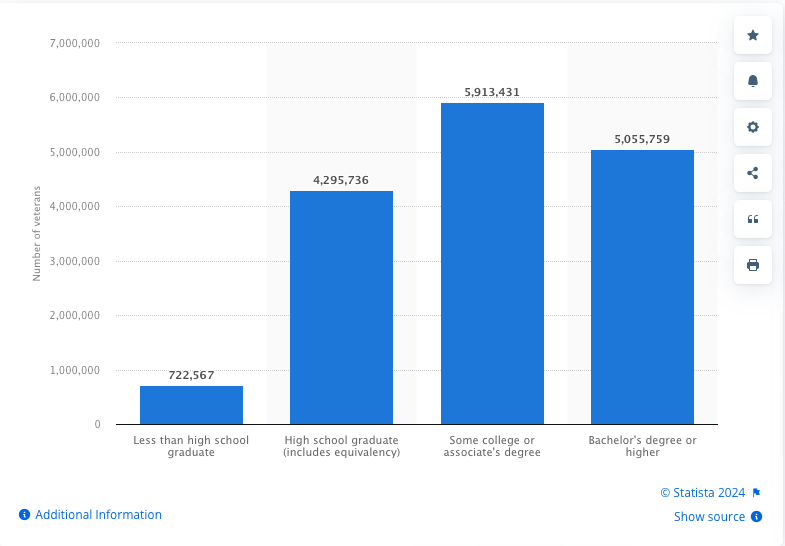 7,000,000
6,000,000
5,000,000
4,000,000
3,000,000
2,000,000
1,000,000
0
Number of veterans
722,567
4,295,736
5,913,431
5,055,759
Less than high school
graduate
High school graduate
(includes equivalency)
Some college or
associate's degree
Bachelor's degree or
higher
© Statista 2024
Additional Information
Show source